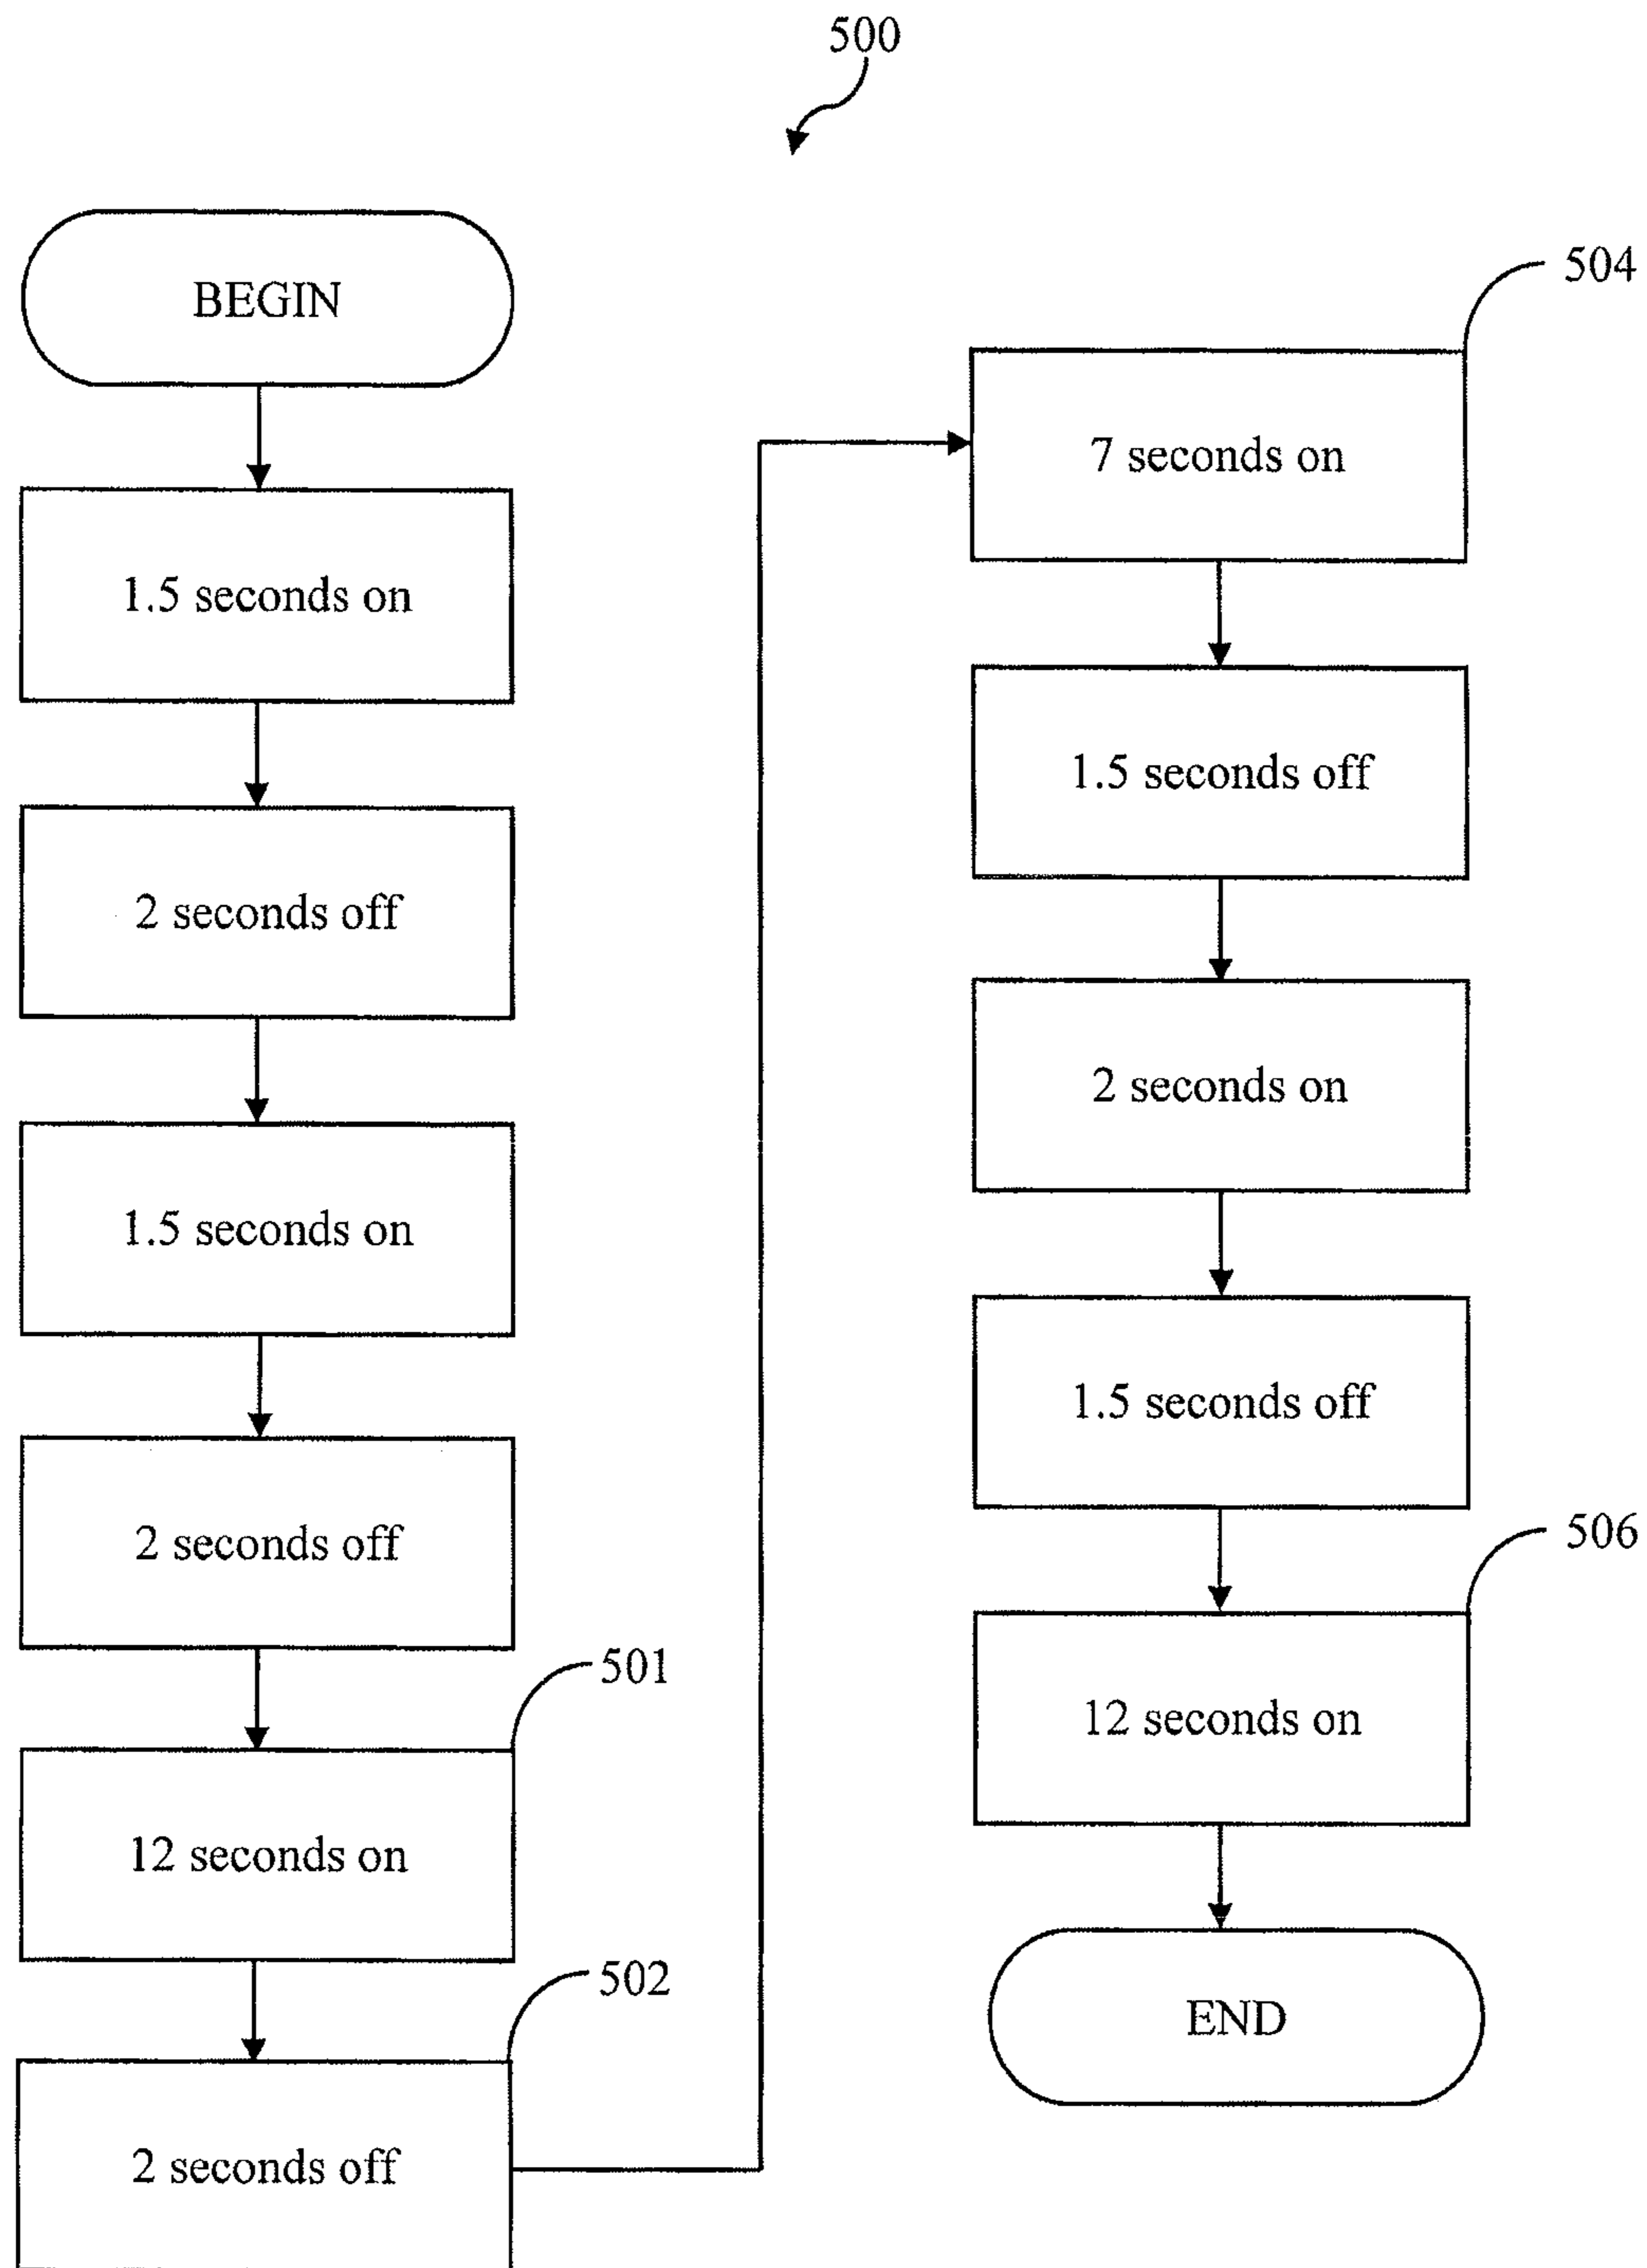 500
BEGIN
1.5 seconds on
2 seconds off
1.5 seconds on
2 seconds off
501
12 seconds on
502
2 seconds off
504
7 seconds on
1.5 seconds off
2 seconds on
1.5 seconds off
506
12 seconds on
END